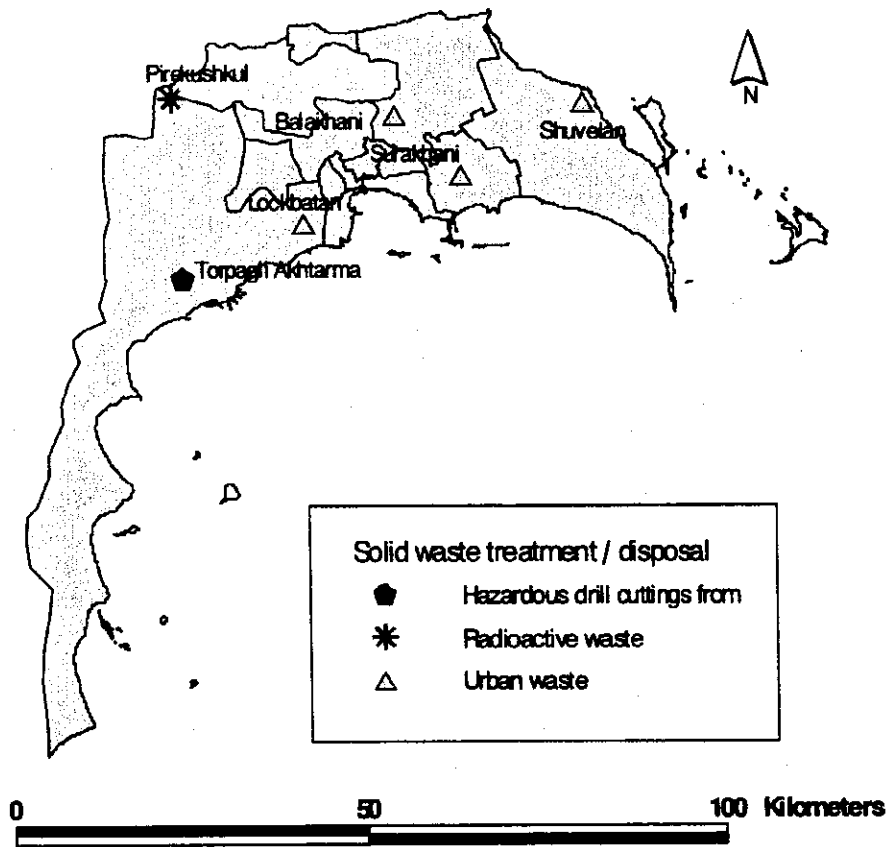 Pirekushkul
N
Balakhani
Shuvelan
Surakhani
Lockbatan
Torpagli Akhtarma
Solid waste treatment / disposal
Hazardous drill cuttings from
Radioactive waste
Urban waste
0 50 100 Kilometers